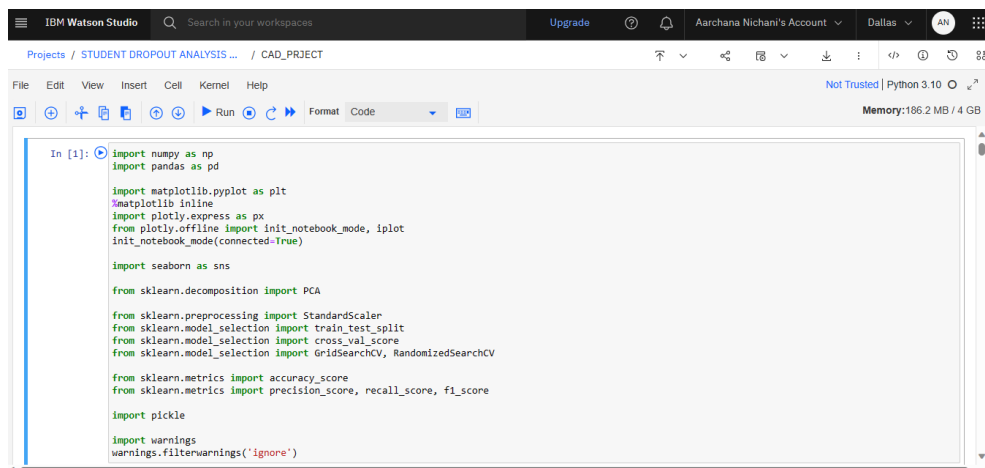 IBM Watson Studio Search in your workspaces Upgrade Aarchana Nichani's Account Dallas AN
Projects / STUDENT DROPOUT ANALYSIS ... / CAD_PRJECT
File Edit View Insert Cell Kernel Help Not Trusted | Python 3.10
Run Format Code Memory:186.2 MB / 4 GB
In [1]: import numpy as np
import pandas as pd
import matplotlib.pyplot as plt
%matplotlib inline
import plotly.express as px
from plotly.offline import init_notebook_mode, iplot
init_notebook_mode(connected=True)
import seaborn as sns
from sklearn.decomposition import PCA
from sklearn.preprocessing import StandardScaler
from sklearn.model_selection import train_test_split
from sklearn.model_selection import cross_val_score
from sklearn.model_selection import GridSearchCV, RandomizedSearchCV
from sklearn.metrics import accuracy_score
from sklearn.metrics import precision_score, recall_score, f1_score
import pickle
import warnings
warnings.filterwarnings('ignore')